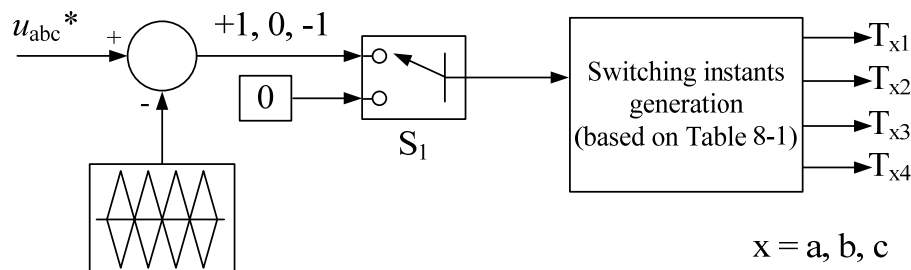 u_abc*
+
+1, 0, -1
-
0
S_1
Switching instants
generation
(based on Table 8-1)
T_x1
T_x2
T_x3
T_x4
x = a, b, c